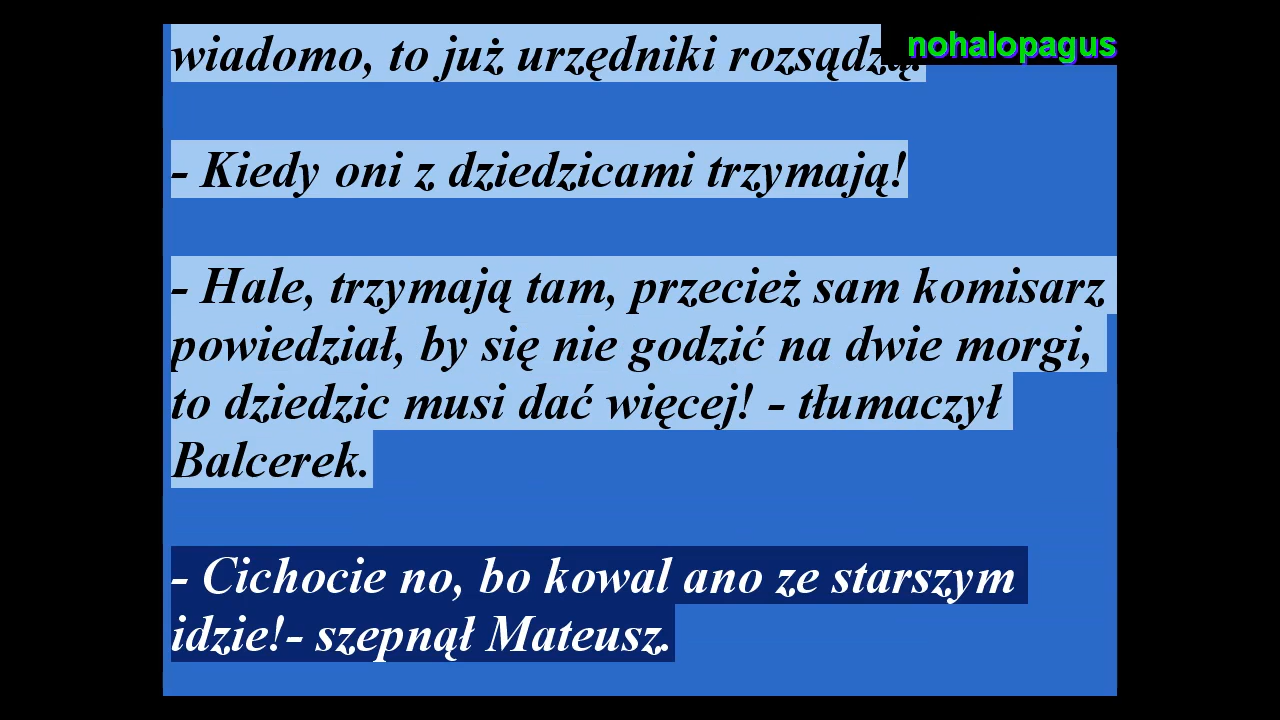 wiadomo, to już urzędniki rozsądzą.
nohalopagus
- Kiedy oni z dziedzicami trzymają!
- Hale, trzymają tam, przecież sam komisarz
powiedział, by się nie godzić na dwie morgi,
to dziedzic musi dać więcej! - tłumaczył
Balcerek.
- Cichocie no, bo kowal ano ze starszym
idzie!- szepnął Mateusz.